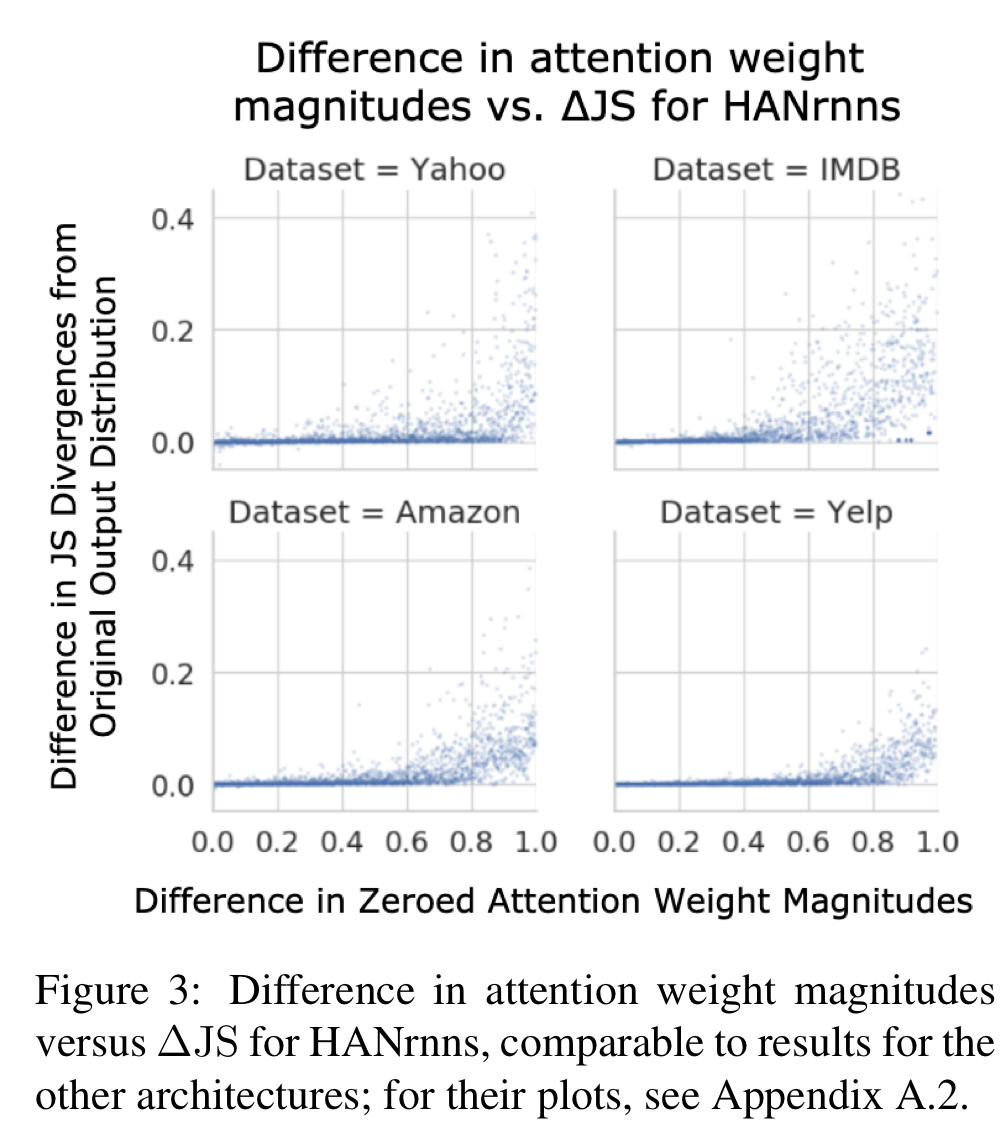 Difference in attention weight
magnitudes vs. ΔJS for HANrnns
Dataset = Yahoo
Dataset = IMDB
0.4
0.2
0.0
Difference in JS Divergences from
Original Output Distribution
Dataset = Amazon
Dataset = Yelp
0.4
0.2
0.0
0.0 0.2 0.4 0.6 0.8 1.0
0.0 0.2 0.4 0.6 0.8 1.0
Difference in Zeroed Attention Weight Magnitudes
Figure 3: Difference in attention weight magnitudes
versus ΔJS for HANrnns, comparable to results for the
other architectures; for their plots, see Appendix A.2.